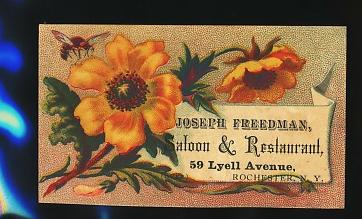 JOSEPH FREEDMAN,
Saloon & Restaurant,
59 Lyell Avenue,
ROCHESTER, N. Y.